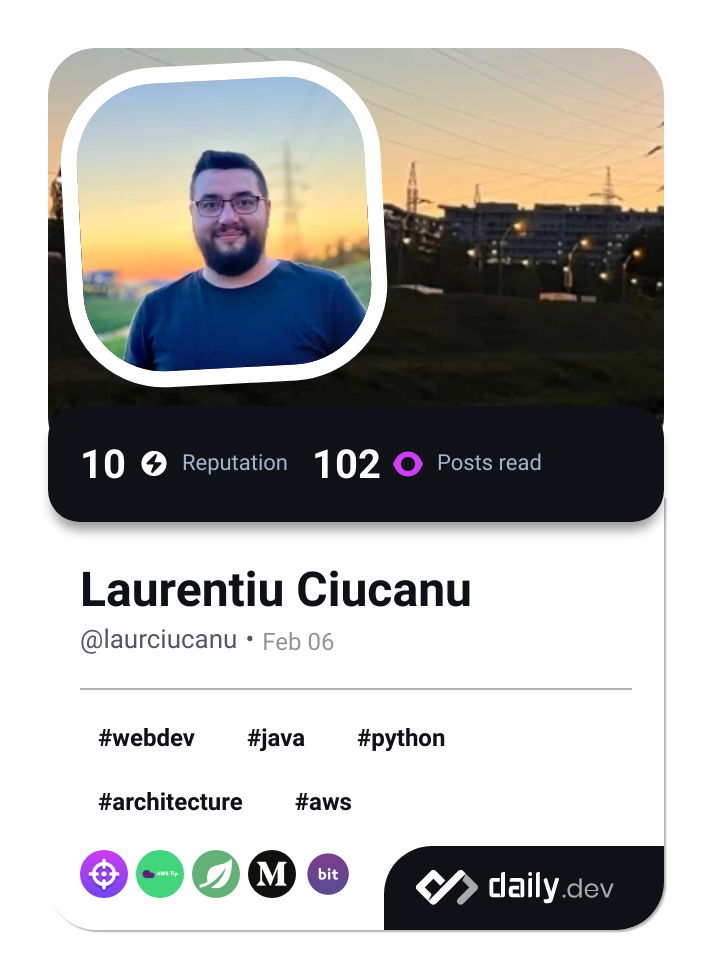 10 Reputation 102 Posts read
Laurentiu Ciucanu
@laurciucanu • Feb 06
#webdev #java #python
#architecture #aws
AWS Tip M bit
daily.dev